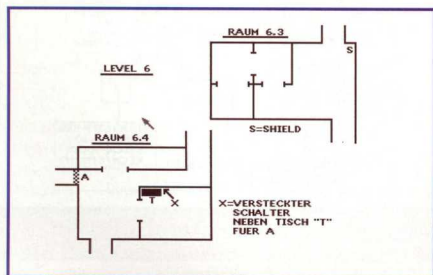 RAUM 6.3
S
LEVEL 6
S=SHIELD
RAUM 6.4
A
T
X
X=VERSTECKTER
SCHALTER
NEBEN TISCH "T"
FUER A